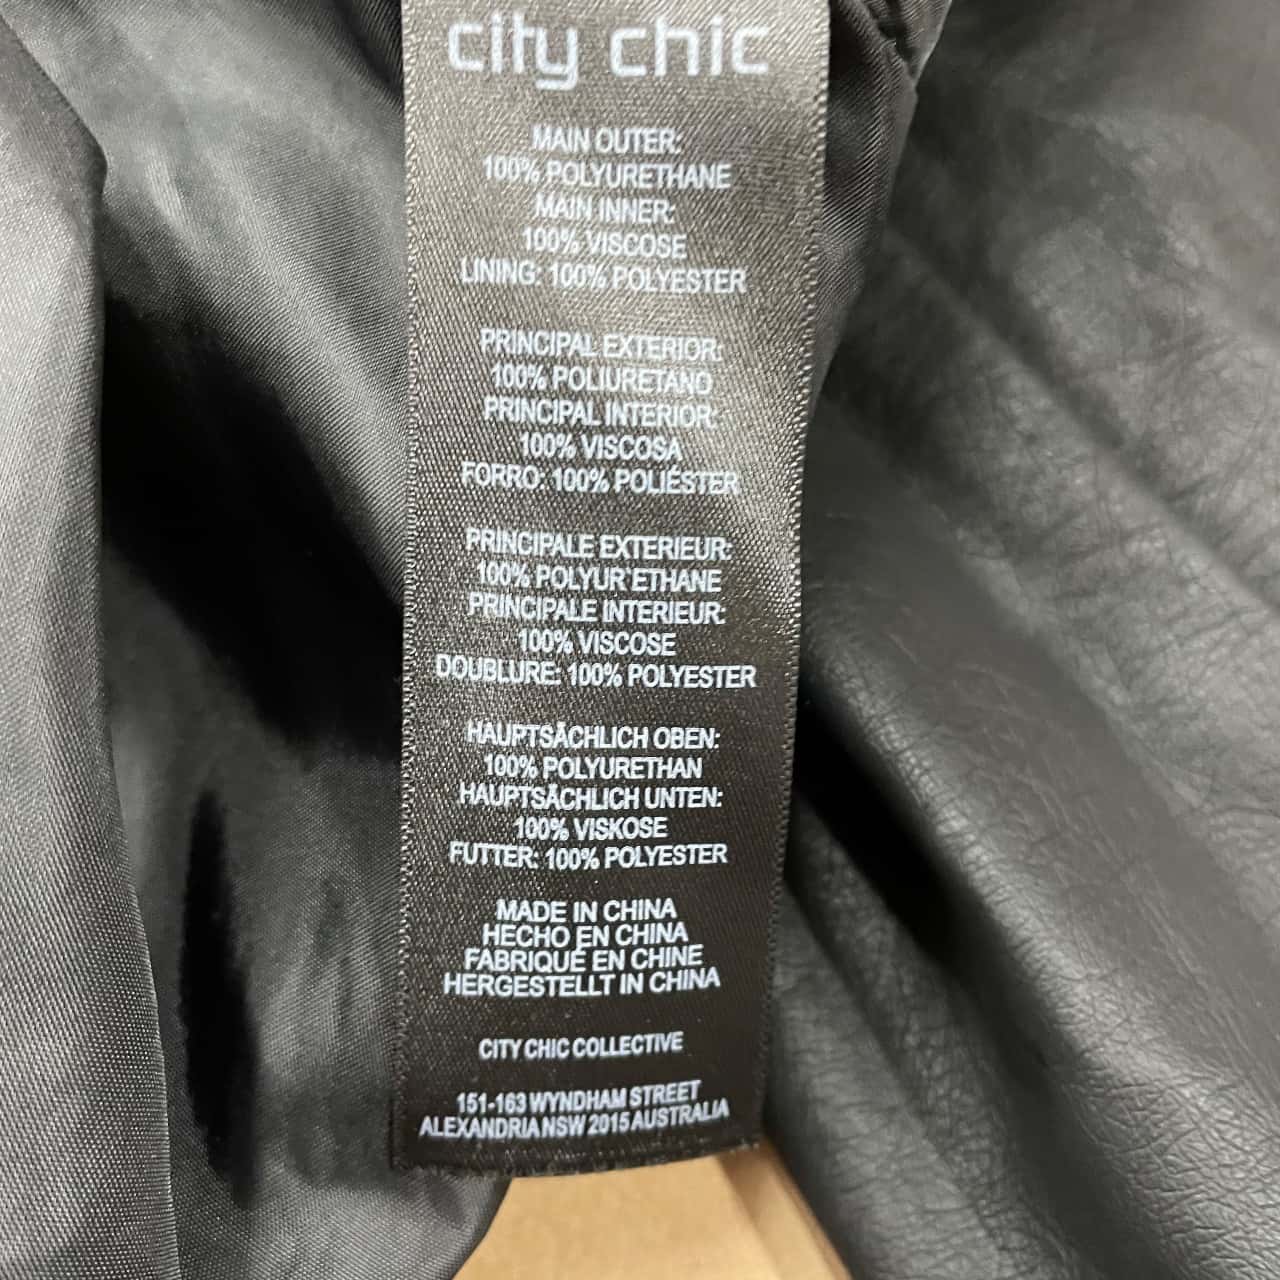 city chic
MAIN OUTER:
100% POLYURETHANE
MAIN INNER:
100% VISCOSE
LINING: 100% POLYESTER
PRINCIPAL EXTERIOR:
100% POLIURETANO
PRINCIPAL INTERIOR:
100% VISCOSA
FORRO: 100% POLIÉSTER
PRINCIPALE EXTERIEUR:
100% POLYUR'ETHANE
PRINCIPALE INTERIEUR:
100% VISCOSE
DOUBLURE: 100% POLYESTER
HAUPTSÄCHLICH OBEN:
100% POLYURETHAN
HAUPTSÄCHLICH UNTEN:
100% VISKOSE
FUTTER: 100% POLYESTER
MADE IN CHINA
HECHO EN CHINA
FABRIQUÉ EN CHINE
HERGESTELLT IN CHINA
CITY CHIC COLLECTIVE
151-163 WYNDHAM STREET
ALEXANDRIA NSW 2015 AUSTRALIA